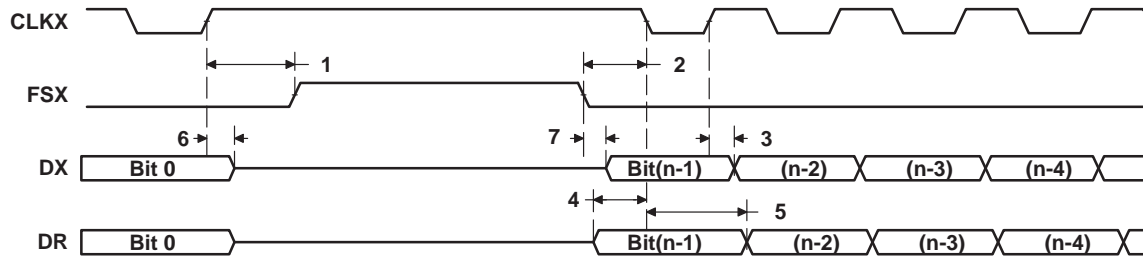 CLKX
1 2
FSX
6 7 3
DX Bit 0 Bit(n-1) (n-2) (n-3) (n-4)
4 5
DR Bit 0 Bit(n-1) (n-2) (n-3) (n-4)